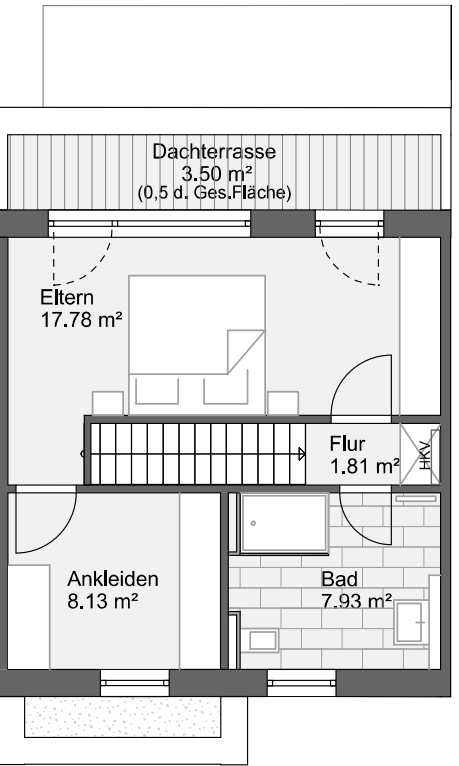 Dachterrasse
3.50 m²
(0,5 d. Ges.Fläche)
Eltern
17.78 m²
Flur
1.81 m²
HKV
Ankleiden
8.13 m²
Bad
7.93 m²